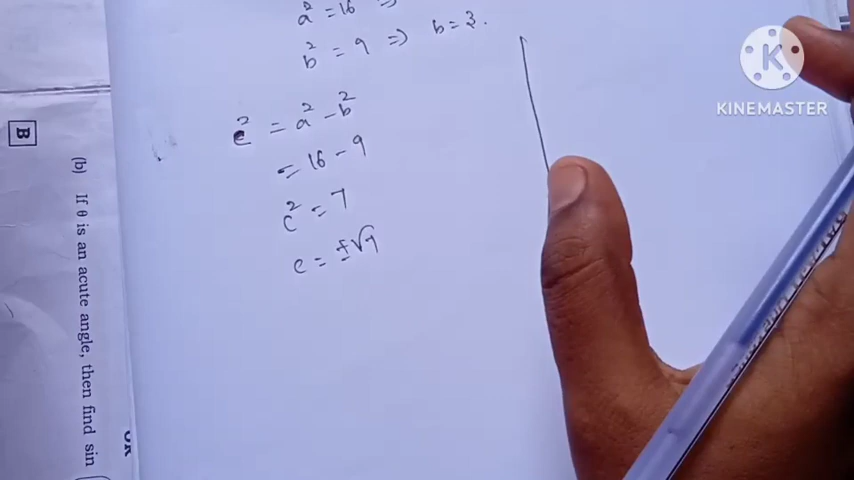 a² = 16 =>
b² = 9 => b = 3.
c² = a² - b²
= 16 - 9
c² = 7
c = ±√7
B
(b) If θ is an acute angle, then find sin
OR
K
KINEMASTER